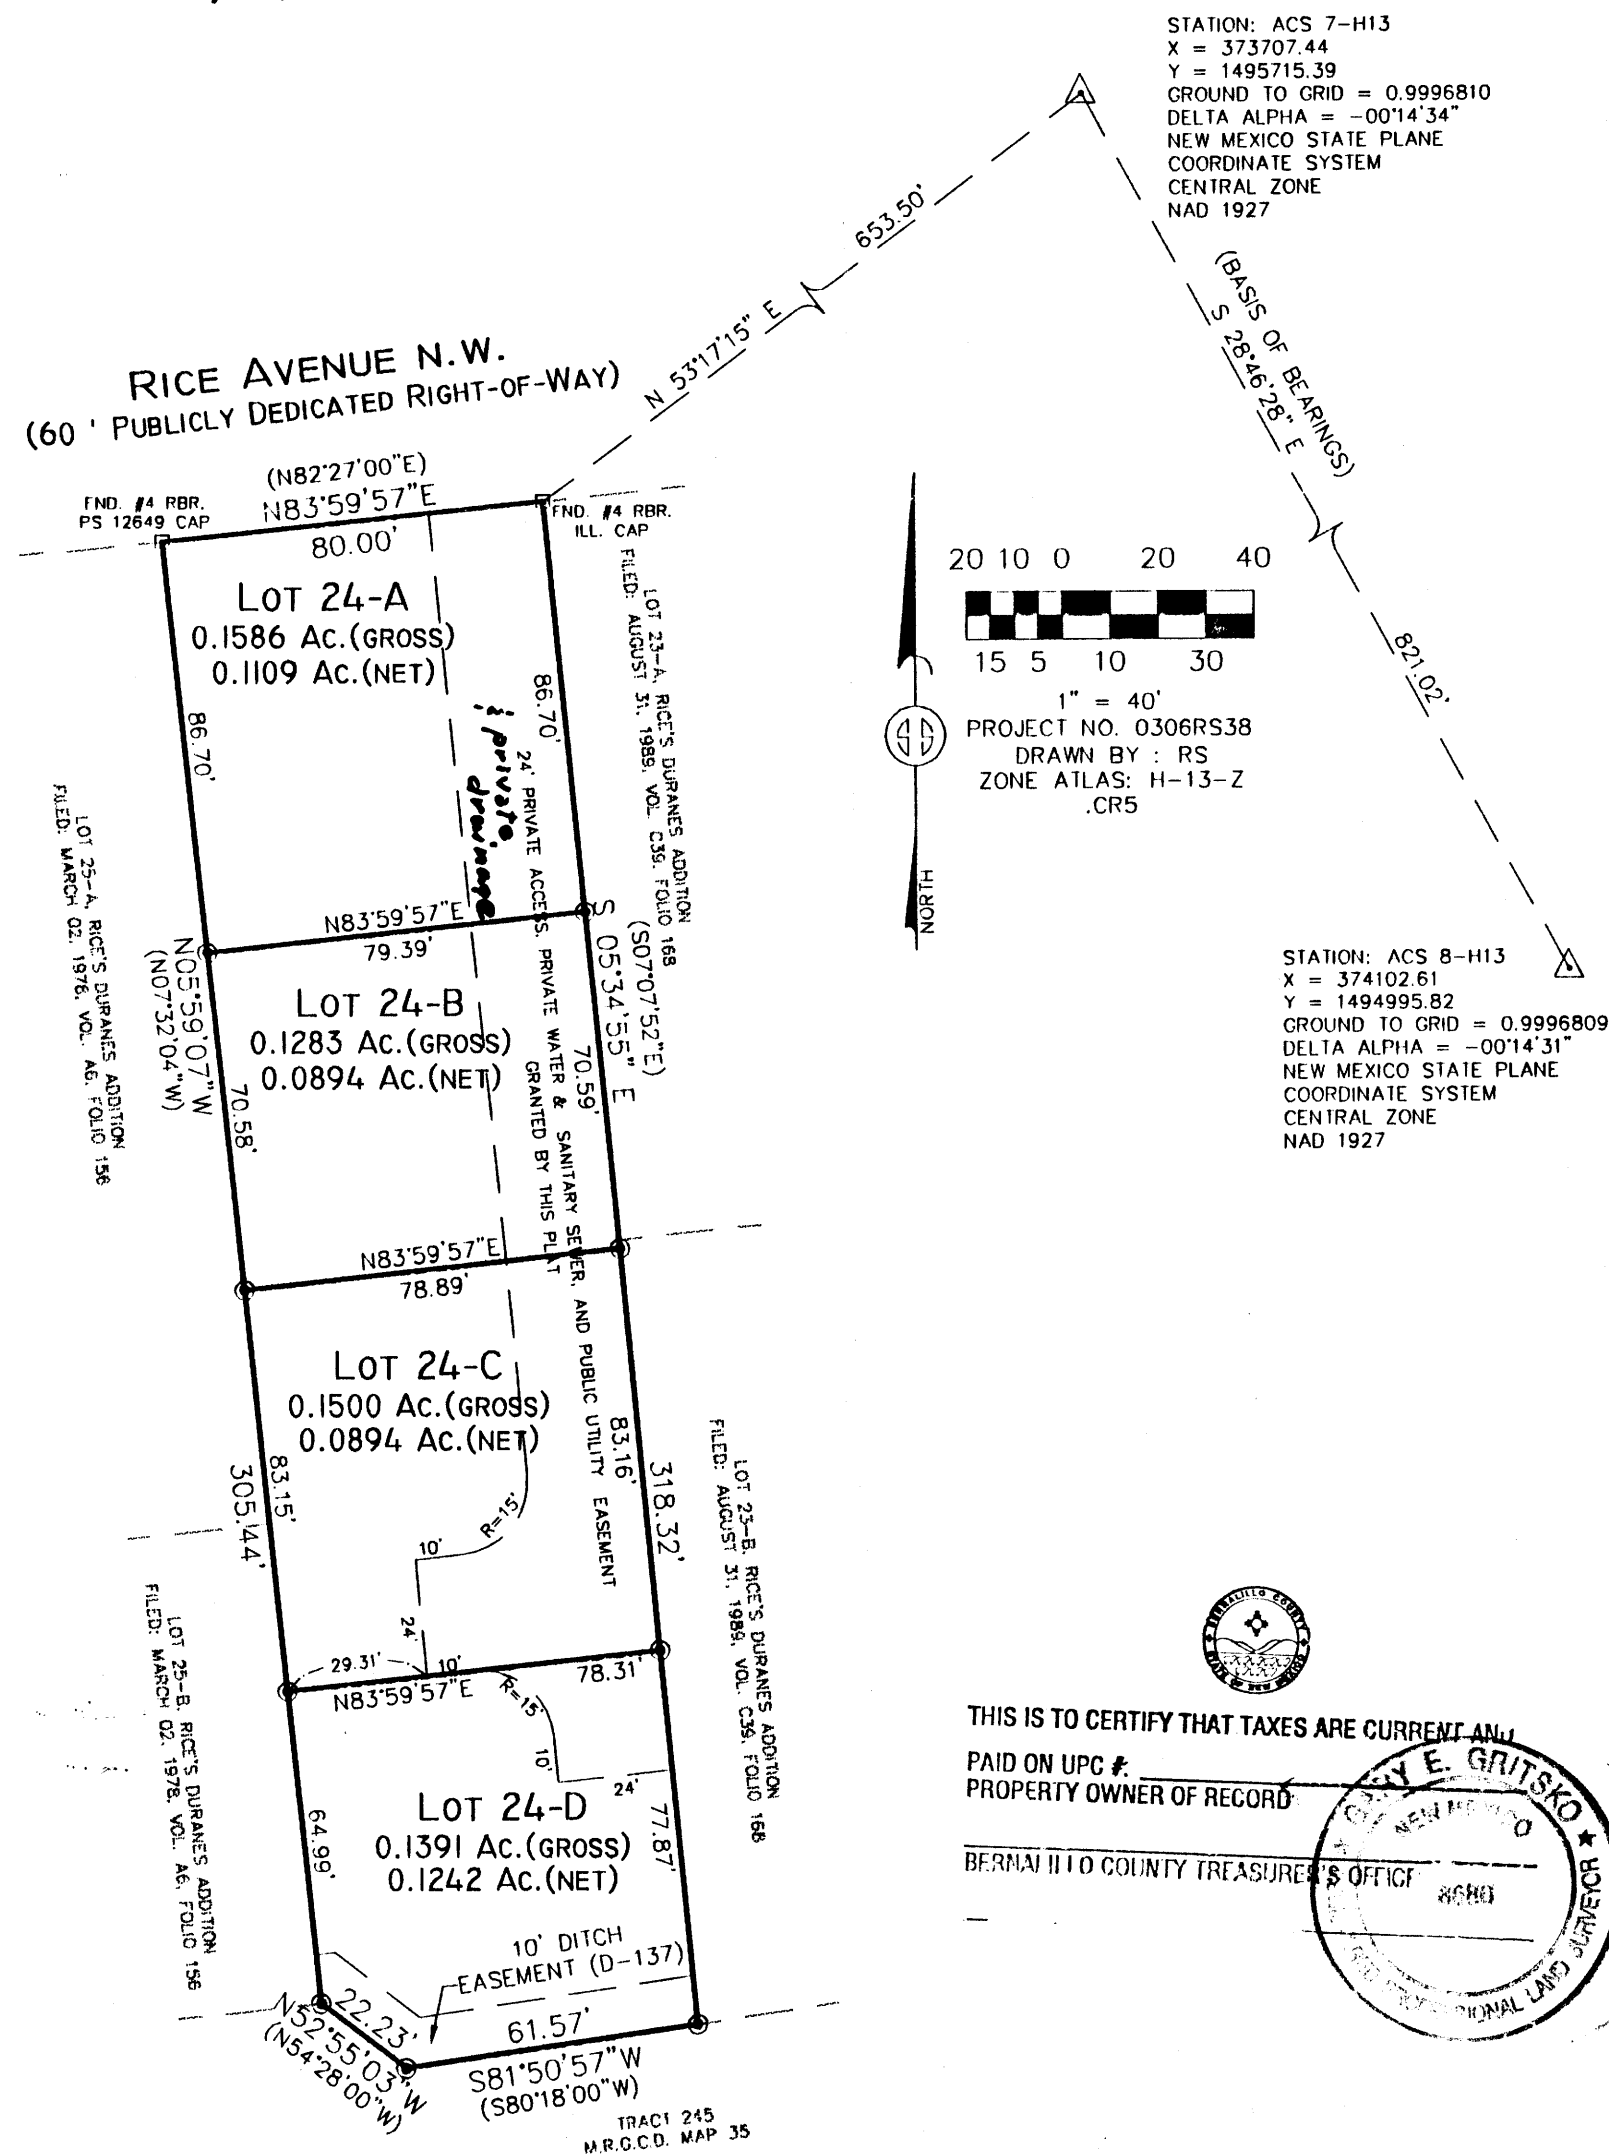 STATION: ACS 7-H13
X = 373707.44
Y = 1495715.39
GROUND TO GRID = 0.9996810
DELTA ALPHA = -00°14'34"
NEW MEXICO STATE PLANE
COORDINATE SYSTEM
CENTRAL ZONE
NAD 1927
653.50'
N 53°17'15" E
(BASIS OF BEARINGS)
S 28°46'28" E
821.02'
RICE AVENUE N.W.
(60 ' PUBLICLY DEDICATED RIGHT-OF-WAY)
(N82°27'00"E)
N83°59'57"E
80.00'
FND. #4 RBR.
PS 12649 CAP
FND. #4 RBR.
ILL. CAP
LOT 24-A
0.1586 AC.(GROSS)
0.1109 AC.(NET)
86.70'
86.70'
& private
drainage
24' PRIVATE ACCESS, PRIVATE WATER & SANITARY SEWER, AND PUBLIC UTILITY EASEMENT
GRANTED BY THIS PLAT
LOT 23-A, RICE'S DURANES ADDITION
FILED: AUGUST 31, 1989, VOL. C39, FOLIO 168
20 10 0 20 40
15 5 10 30
1" = 40'
PROJECT NO. 0306RS38
DRAWN BY : RS
ZONE ATLAS: H-13-Z
.CR5
SS
NORTH
LOT 25-A, RICE'S DURANES ADDITION
FILED: MARCH 02, 1978, VOL. A6, FOLIO 156
N83°59'57"E
79.39'
N05°59'07"W
(N07°32'04"W)
S 05°34'55" E
(S07°07'52"E)
LOT 24-B
0.1283 AC.(GROSS)
0.0894 AC.(NET)
70.58'
70.59'
STATION: ACS 8-H13
X = 374102.61
Y = 1494995.82
GROUND TO GRID = 0.9996809
DELTA ALPHA = -00°14'31"
NEW MEXICO STATE PLANE
COORDINATE SYSTEM
CENTRAL ZONE
NAD 1927
N83°59'57"E
78.89'
LOT 24-C
0.1500 AC.(GROSS)
0.0894 AC.(NET)
83.15'
305.44'
83.16'
318.32'
R=15'
10'
24'
LOT 23-B, RICE'S DURANES ADDITION
FILED: AUGUST 31, 1989, VOL. C39, FOLIO 168
29.31'
10'
78.31'
N83°59'57"E
R=15'
10'
24'
LOT 25-B, RICE'S DURANES ADDITION
FILED: MARCH 02, 1978, VOL. A6, FOLIO 156
LOT 24-D
0.1391 AC.(GROSS)
0.1242 AC.(NET)
64.99'
77.87'
10' DITCH
EASEMENT (D-137)
22.23'
N52°55'03"W
(N54°28'00"W)
61.57'
S81°50'57"W
(S80°18'00"W)
TRACT 245
M.R.G.C.D. MAP 35
BERNALILLO COUNTY
STATE OF NEW MEXICO
THIS IS TO CERTIFY THAT TAXES ARE CURRENT AND
PAID ON UPC #:
PROPERTY OWNER OF RECORD
BERNALILLO COUNTY TREASURER'S OFFICE
E. GRITSKO
NEW MEXICO
8680
LAND SURVEYOR